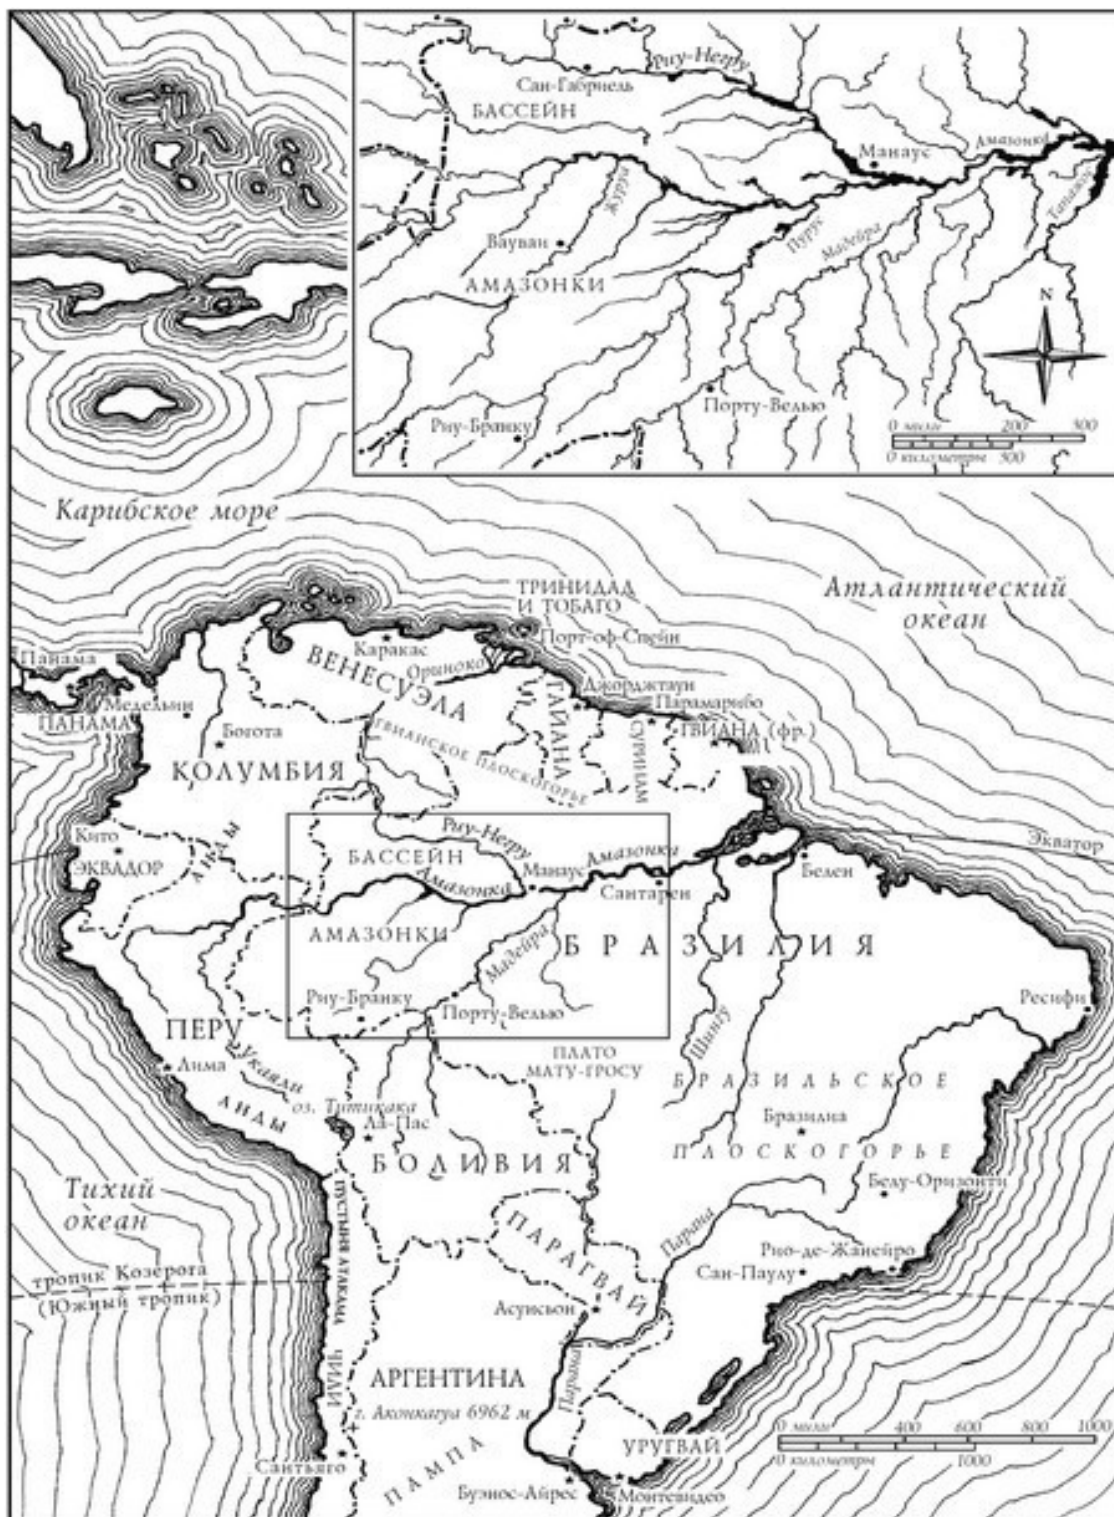 Риу-Негру
Сан-Габриель
БАССЕЙН
Амазонка
Манаус
Тапажос
Журуа
Пурус
Мадейра
Вауван
АМАЗОНКИ
N
Порту-Велью
Риу-Бранку
0 мили 200 300
0 километры 300
Карибское море
Атлантический
океан
ТРИНИДАД
И ТОБАГО
Порт-оф-Спейн
Каракас
Ориноко
ВЕНЕСУЭЛА
Панама
ПАНАМА
Медельин
Богота
КОЛУМБИЯ
Джорджтаун
Парамарибо
ГАЙАНА
СУРИНАМ
ГВИАНА (фр.)
ГВИАНСКОЕ ПЛОСКОГОРЬЕ
Кито
ЭКВАДОР
АНДЫ
Риу-Негру
БАССЕЙН
Амазонка
Манаус
Амазонки
Сантарен
Белен
Экватор
АМАЗОНКИ
Мадейра
БРАЗИЛИЯ
Риу-Бранку
Порту-Велью
Шингу
Ресифи
ПЕРУ
Лима
Укаяли
АНДЫ
оз. Титикака
Ла-Пас
БОЛИВИЯ
ПЛАТО
МАТУ-ГРОСУ
БРАЗИЛЬСКОЕ
Бразилиа
ПЛОСКОГОРЬЕ
Белу-Оризонти
Тихий
океан
ПУСТЫНЯ АТАКАМА
ПАРАГВАЙ
Парана
Рио-де-Жанейро
Сан-Паулу
тропик Козерога
(Южный тропик)
Асунсьон
ЧИЛИ
АРГЕНТИНА
Парана
г. Аконкагуа 6962 м
ПАМПА
Сантьяго
УРУГВАЙ
Буэнос-Айрес
Монтевидео
0 мили 400 600 800 1000
0 километры 1000